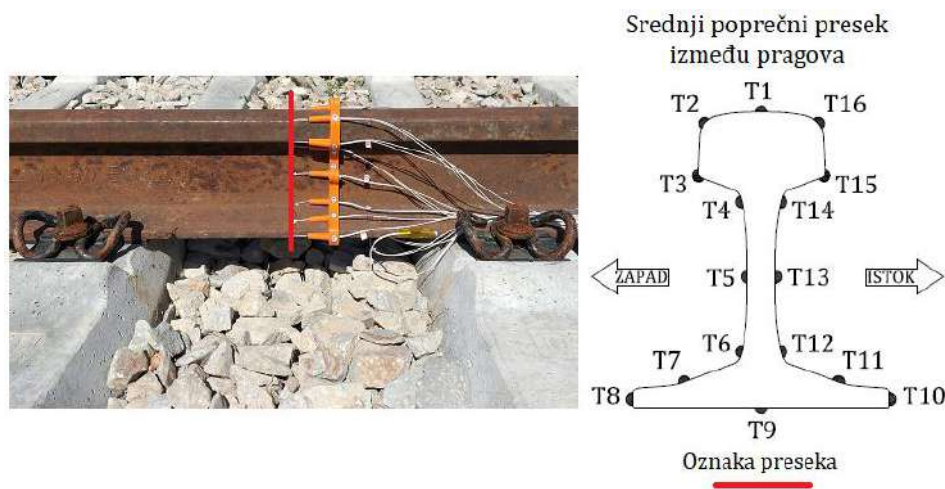 Srednji poprečni presek
između pragova
T1
T2
T16
T3
T15
T4
T14
ZAPAD
T5
T13
ISTOK
T6
T12
T7
T11
T8
T10
T9
Oznaka preseka